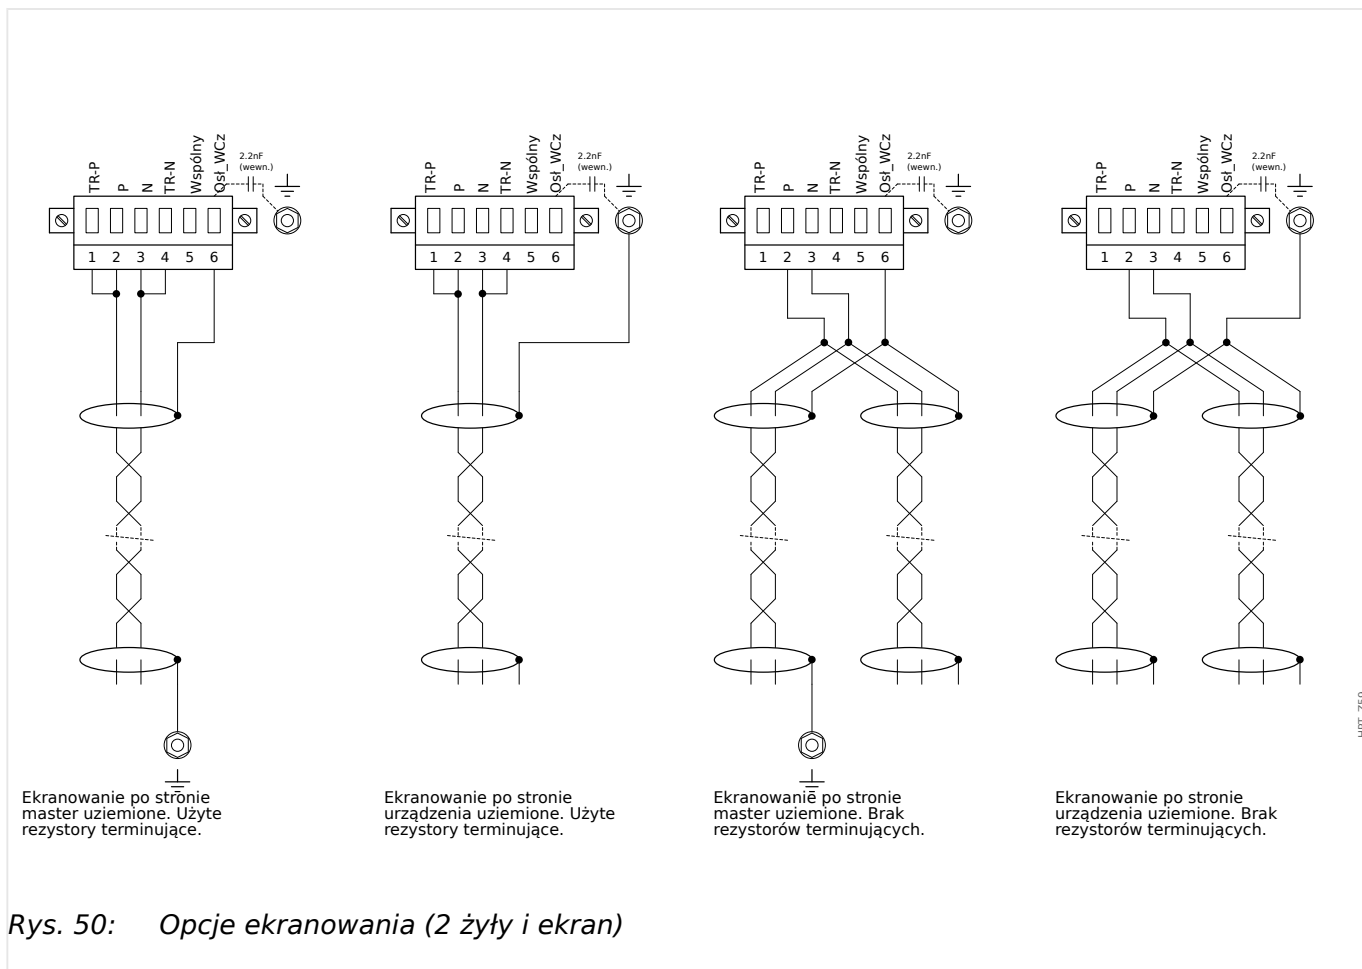 TR-P P N TR-N Wspólny Osł_WCz
2.2nF
(wewn.)
1 2 3 4 5 6
TR-P P N TR-N Wspólny Osł_WCz
2.2nF
(wewn.)
1 2 3 4 5 6
TR-P P N TR-N Wspólny Osł_WCz
2.2nF
(wewn.)
1 2 3 4 5 6
TR-P P N TR-N Wspólny Osł_WCz
2.2nF
(wewn.)
1 2 3 4 5 6
Ekranowanie po stronie
master uziemione. Użyte
rezystory terminujące.
Ekranowanie po stronie
urządzenia uziemione. Użyte
rezystory terminujące.
Ekranowanie po stronie
master uziemione. Brak
rezystorów terminujących.
Ekranowanie po stronie
urządzenia uziemione. Brak
rezystorów terminujących.
Rys. 50: Opcje ekranowania (2 żyły i ekran)